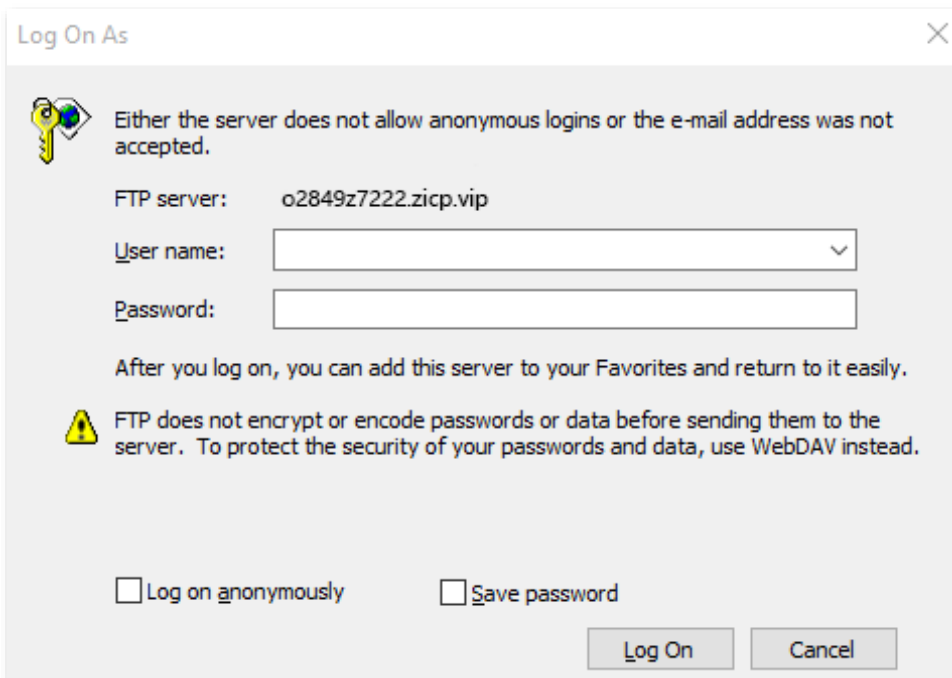 Log On As
Either the server does not allow anonymous logins or the e-mail address was not
accepted.
FTP server: o2849z7222.zicp.vip
User name:
Password:
After you log on, you can add this server to your Favorites and return to it easily.
FTP does not encrypt or encode passwords or data before sending them to the
server. To protect the security of your passwords and data, use WebDAV instead.
Log on anonymously Save password
Log On Cancel